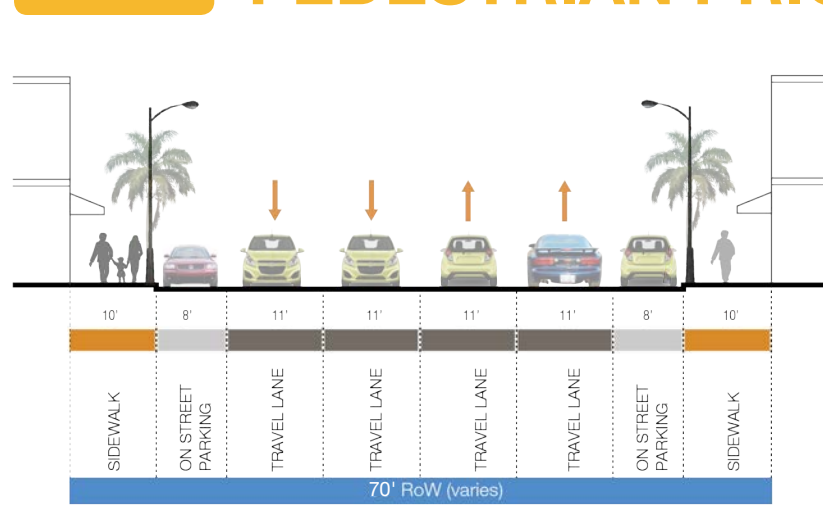 10'
8'
11'
11'
11'
11'
8'
10'
SIDEWALK
ON STREET
PARKING
TRAVEL LANE
TRAVEL LANE
TRAVEL LANE
TRAVEL LANE
ON STREET
PARKING
SIDEWALK
70' RoW (varies)